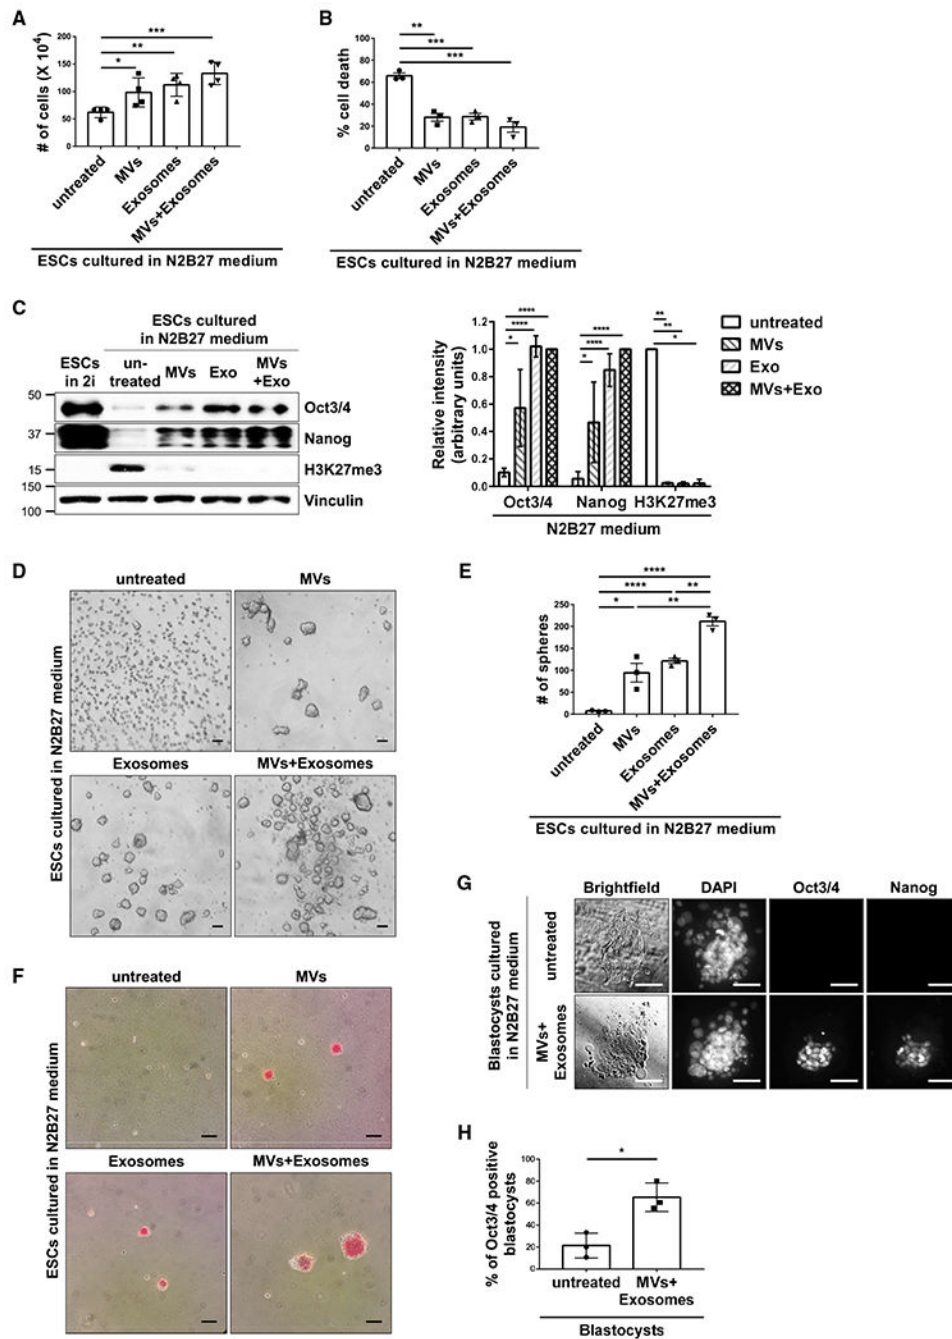 A
# of cells (X 10⁴)
200
150
100
50
0
***
**
*
untreated
MVs
Exosomes
MVs+Exosomes
ESCs cultured in N2B27 medium
B
% cell death
100
80
60
40
20
0
**
***
***
untreated
MVs
Exosomes
MVs+Exosomes
ESCs cultured in N2B27 medium
C
ESCs cultured
in N2B27 medium
ESCs
in 2i
un-
treated
MVs
Exo
MVs
+Exo
50
37
15
150
100
Oct3/4
Nanog
H3K27me3
Vinculin
Relative intensity
(arbitrary units)
1.2
1.0
0.8
0.6
0.4
0.2
0.0
****
****
*
****
****
*
**
**
*
Oct3/4 Nanog H3K27me3
N2B27 medium
untreated
MVs
Exo
MVs+Exo
D
ESCs cultured in N2B27 medium
untreated
MVs
Exosomes
MVs+Exosomes
E
# of spheres
250
200
150
100
50
0
****
**** **
* **
untreated
MVs
Exosomes
MVs+Exosomes
ESCs cultured in N2B27 medium
F
ESCs cultured in N2B27 medium
untreated
MVs
Exosomes
MVs+Exosomes
G
Blastocysts cultured
in N2B27 medium
Brightfield DAPI Oct3/4 Nanog
untreated
MVs+
Exosomes
H
% of Oct3/4 positive
blastocysts
100
80
60
40
20
0
*
untreated
MVs+
Exosomes
Blastocysts